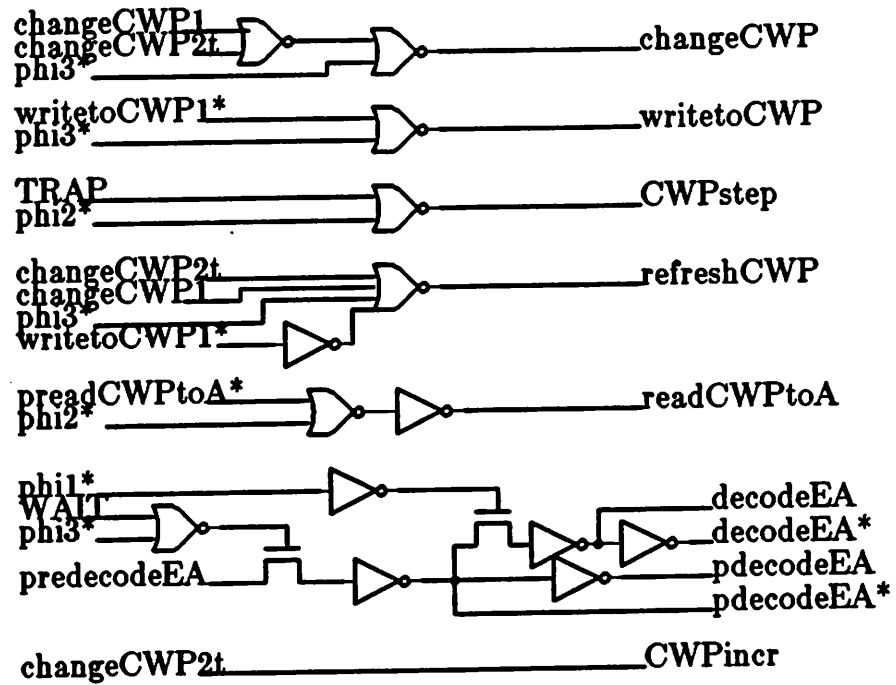 changeCWP1
changeCWP2t
phi3*
changeCWP
writetoCWP1*
phi3*
writetoCWP
TRAP
phi2*
CWPstep
changeCWP2t
changeCWP1
phi3*
writetoCWP1*
refreshCWP
preadCWPtoA*
phi2*
readCWPtoA
phi1*
WAIT
phi3*
predecodeEA
decodeEA
decodeEA*
pdecodeEA
pdecodeEA*
changeCWP2t
CWPincr